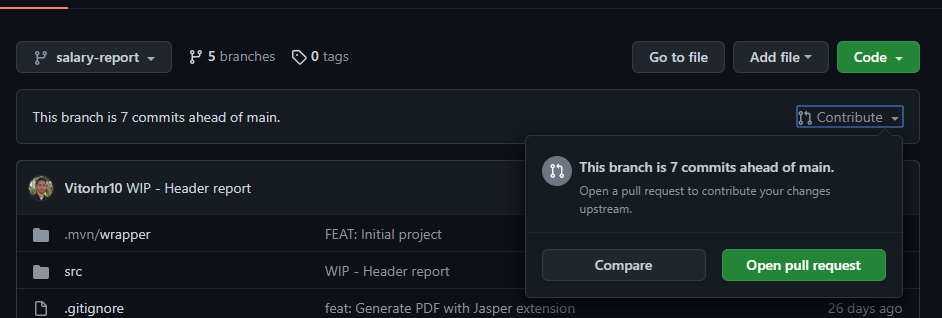 salary-report
5 branches
0 tags
Go to file
Add file
Code
This branch is 7 commits ahead of main.
Contribute
This branch is 7 commits ahead of main.
Open a pull request to contribute your changes
upstream.
Compare
Open pull request
Vitorhr10 WIP - Header report
.mvn/wrapper FEAT: Initial project
src WIP - Header report
.gitignore feat: Generate PDF with Jasper extension 26 days ago